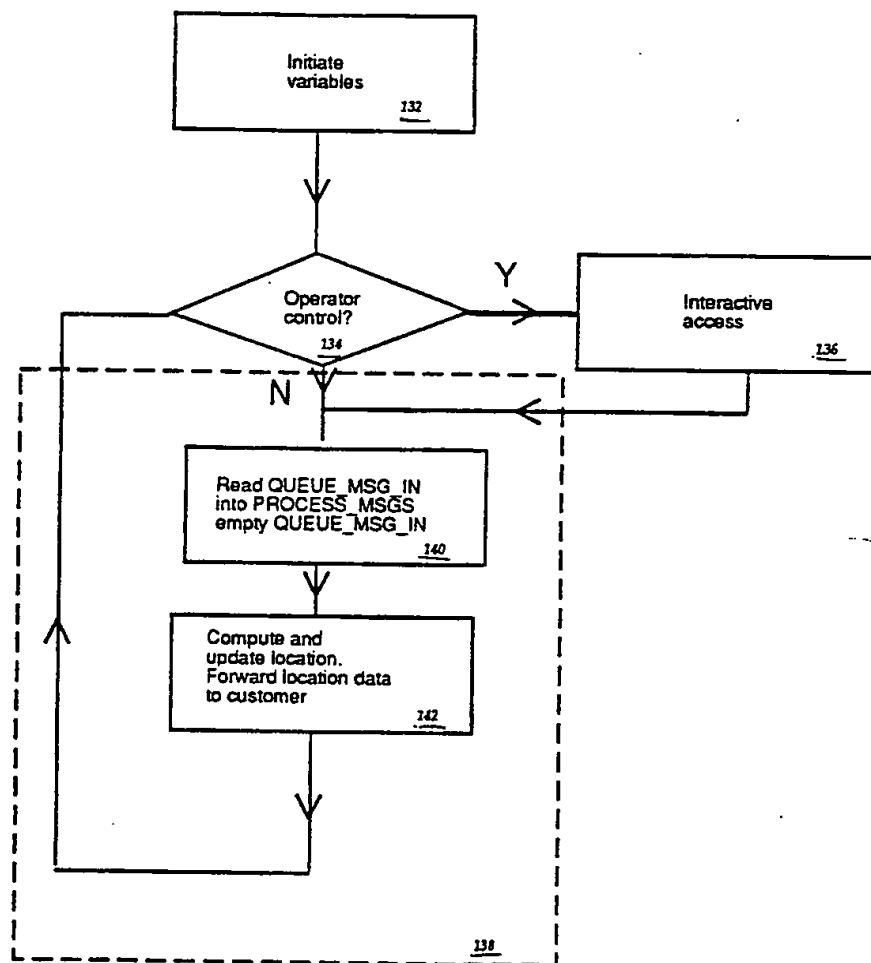 Initiate
variables
132
Operator
control?
134
Y
Interactive
access
136
N
Read QUEUE_MSG_IN
into PROCESS_MSGS
empty QUEUE_MSG_IN
140
Compute and
update location.
Forward location data
to customer
142
138